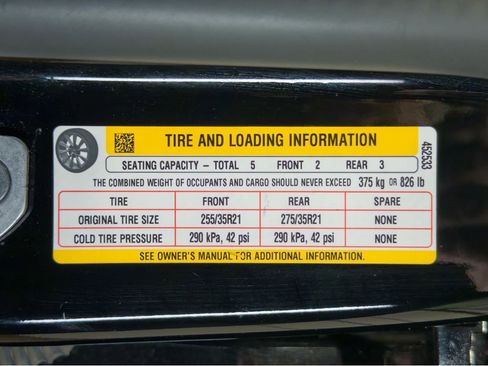 TIRE AND LOADING INFORMATION
SEATING CAPACITY – TOTAL 5 FRONT 2 REAR 3
THE COMBINED WEIGHT OF OCCUPANTS AND CARGO SHOULD NEVER EXCEED 375 kg OR 826 lb
TIRE FRONT REAR SPARE
ORIGINAL TIRE SIZE 255/35R21 275/35R21 NONE
COLD TIRE PRESSURE 290 kPa, 42 psi 290 kPa, 42 psi NONE
SEE OWNER'S MANUAL FOR ADDITIONAL INFORMATION.
452533